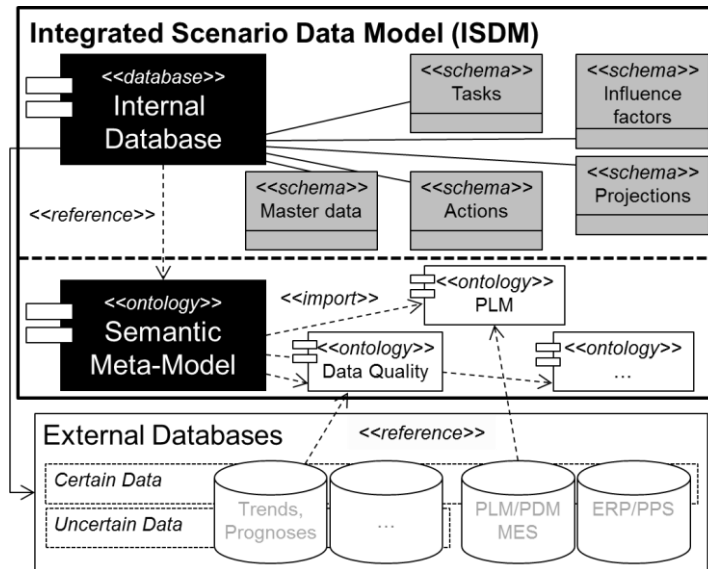 Integrated Scenario Data Model (ISDM)
<<database>>
Internal
Database
<<schema>>
Tasks
<<schema>>
Influence
factors
<<schema>>
Master data
<<schema>>
Actions
<<schema>>
Projections
<<reference>>
<<ontology>>
Semantic
Meta-Model
<<import>>
<<ontology>>
PLM
<<ontology>>
Data Quality
<<ontology>>
...
External Databases
<<reference>>
Certain Data
Uncertain Data
Trends,
Prognoses
...
PLM/PDM
MES
ERP/PPS